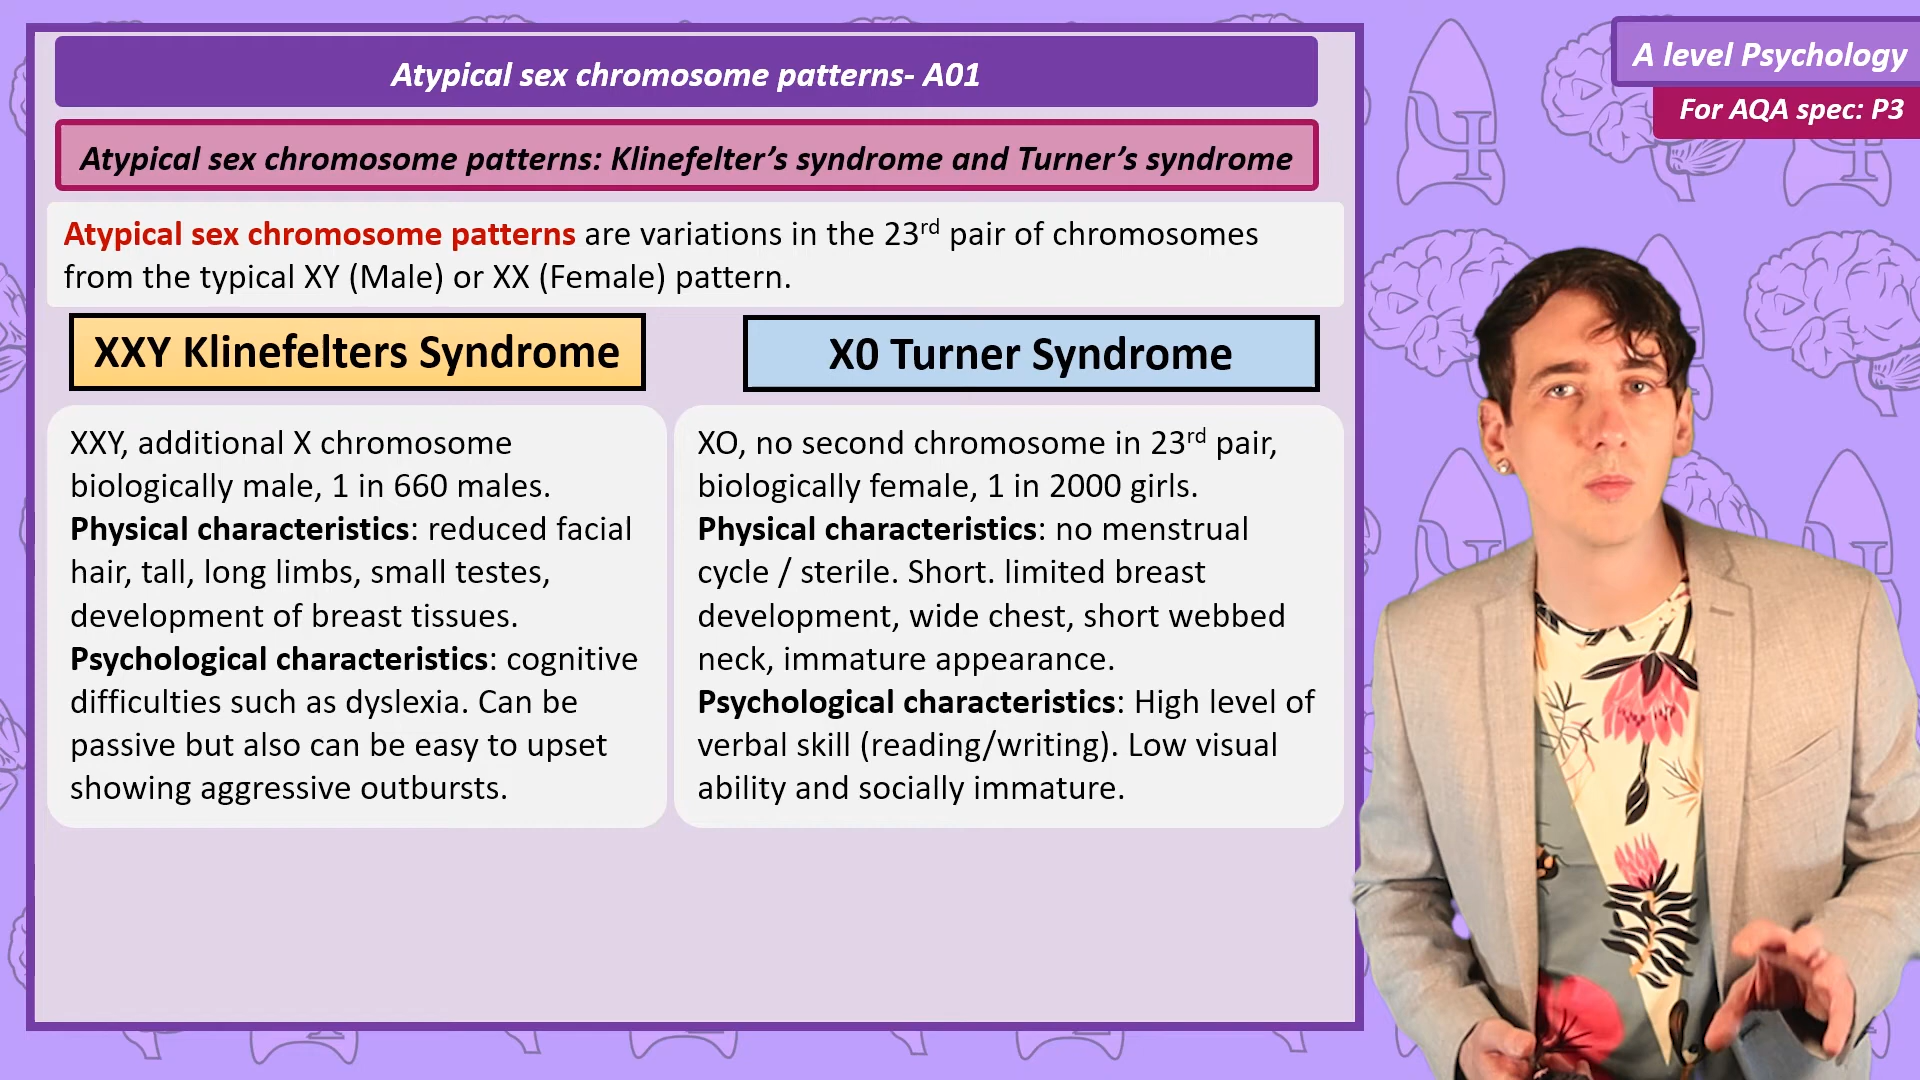 Atypical sex chromosome patterns- A01
A level Psychology
For AQA spec: P3
Atypical sex chromosome patterns: Klinefelter’s syndrome and Turner’s syndrome
Atypical sex chromosome patterns are variations in the 23rd pair of chromosomes
from the typical XY (Male) or XX (Female) pattern.
XXY Klinefelters Syndrome
XXY, additional X chromosome
biologically male, 1 in 660 males.
Physical characteristics: reduced facial
hair, tall, long limbs, small testes,
development of breast tissues.
Psychological characteristics: cognitive
difficulties such as dyslexia. Can be
passive but also can be easy to upset
showing aggressive outbursts.
X0 Turner Syndrome
XO, no second chromosome in 23rd pair,
biologically female, 1 in 2000 girls.
Physical characteristics: no menstrual
cycle / sterile. Short. limited breast
development, wide chest, short webbed
neck, immature appearance.
Psychological characteristics: High level of
verbal skill (reading/writing). Low visual
ability and socially immature.